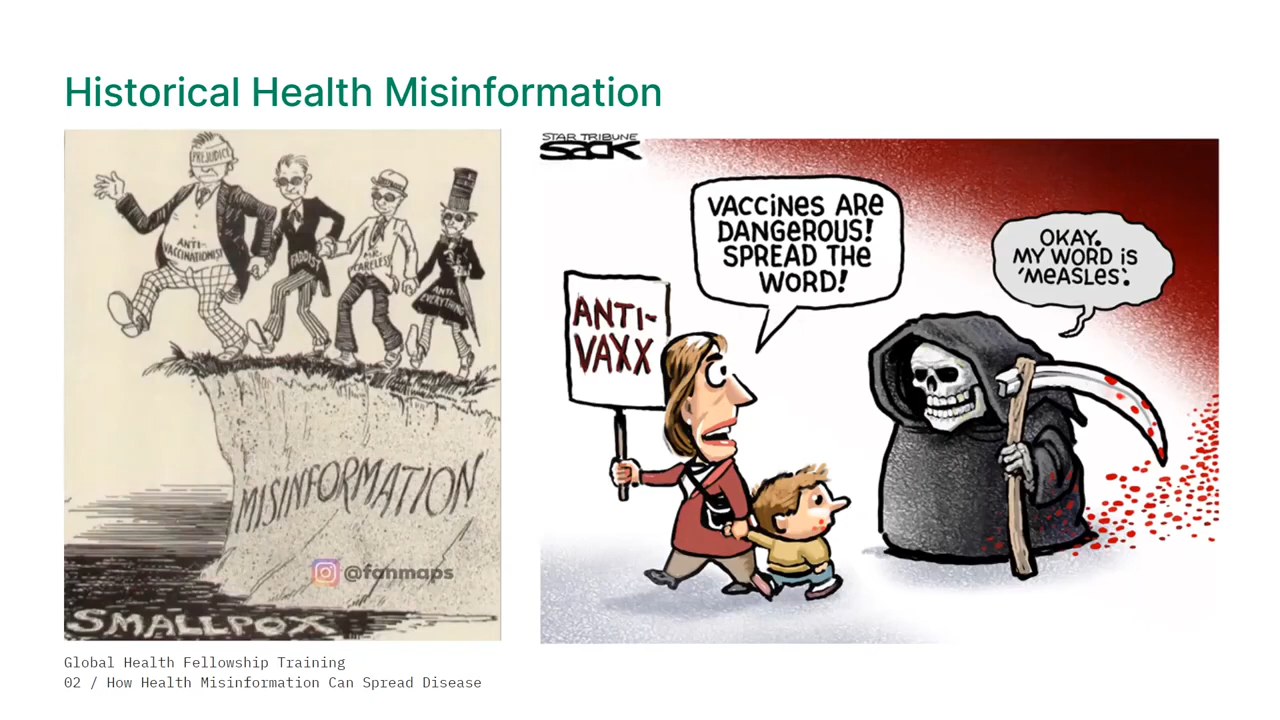 Historical Health Misinformation
PREJUDICE
ANTI-
VACCINATIONIST
FADDIST
MR.
CARELESS
ANTI-
EVERYTHING
MISINFORMATION
@fanmaps
SMALLPOX
STAR TRIBUNE
SACK
VACCiNES ARE
DANGEROUS!
SPREAD THE
WORD!
OKAY.
MY WORD iS
'MEASLES'.
ANTI-
VAXX
Global Health Fellowship Training
02 / How Health Misinformation Can Spread Disease